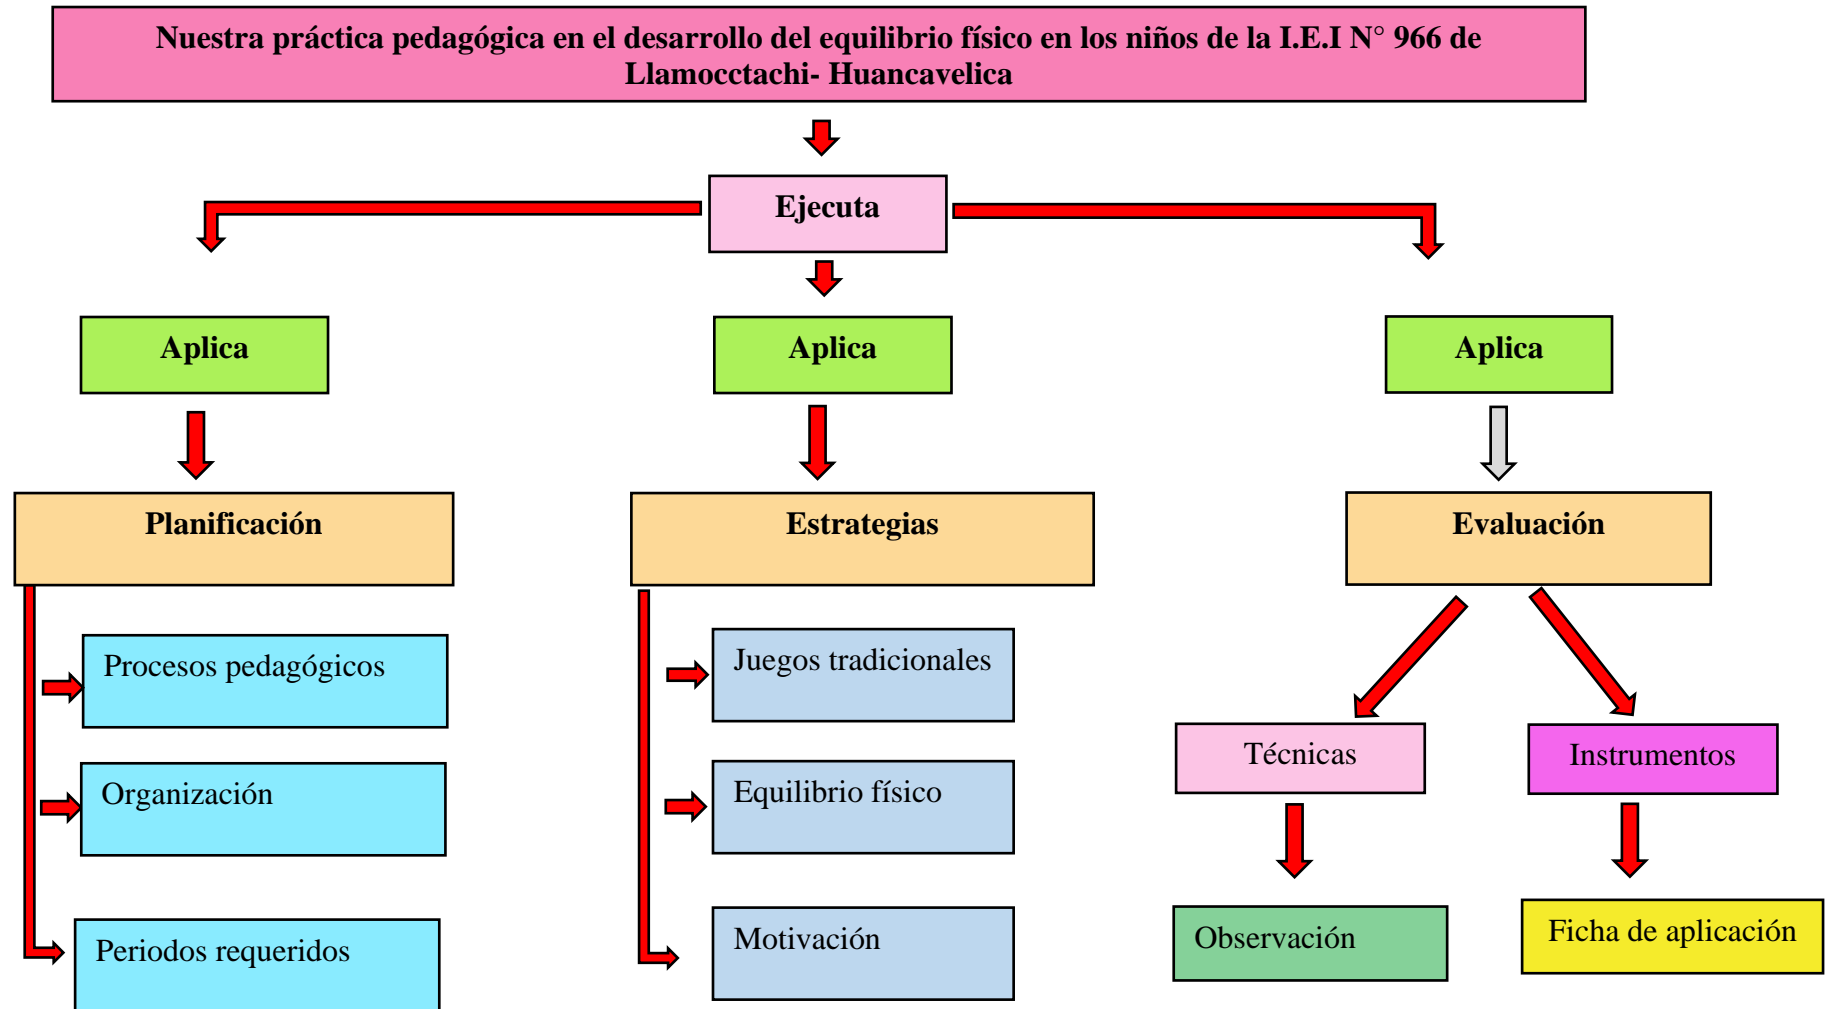 Nuestra práctica pedagógica en el desarrollo del equilibrio físico en los niños de la I.E.I N° 966 de
Llamocctachi- Huancavelica
Ejecuta
Aplica
Aplica
Aplica
Planificación
Estrategias
Evaluación
Procesos pedagógicos
Organización
Periodos requeridos
Juegos tradicionales
Equilibrio físico
Motivación
Técnicas
Instrumentos
Observación
Ficha de aplicación